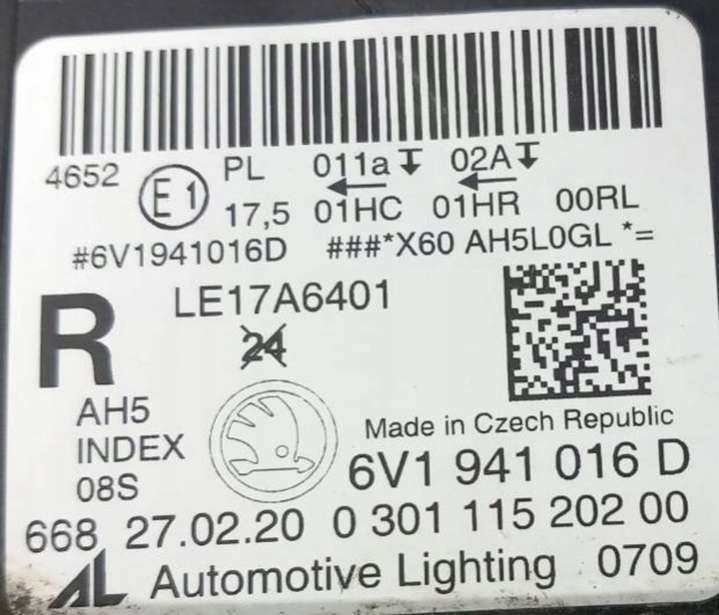 4652 E1 PL 011a 02A
17,5 01HC 01HR 00RL
#6V1941016D ###*X60 AH5L0GL *=
R LE17A6401
24
AH5
INDEX
08S
Made in Czech Republic
6V1 941 016 D
668 27.02.20 0 301 115 202 00
AL Automotive Lighting 0709